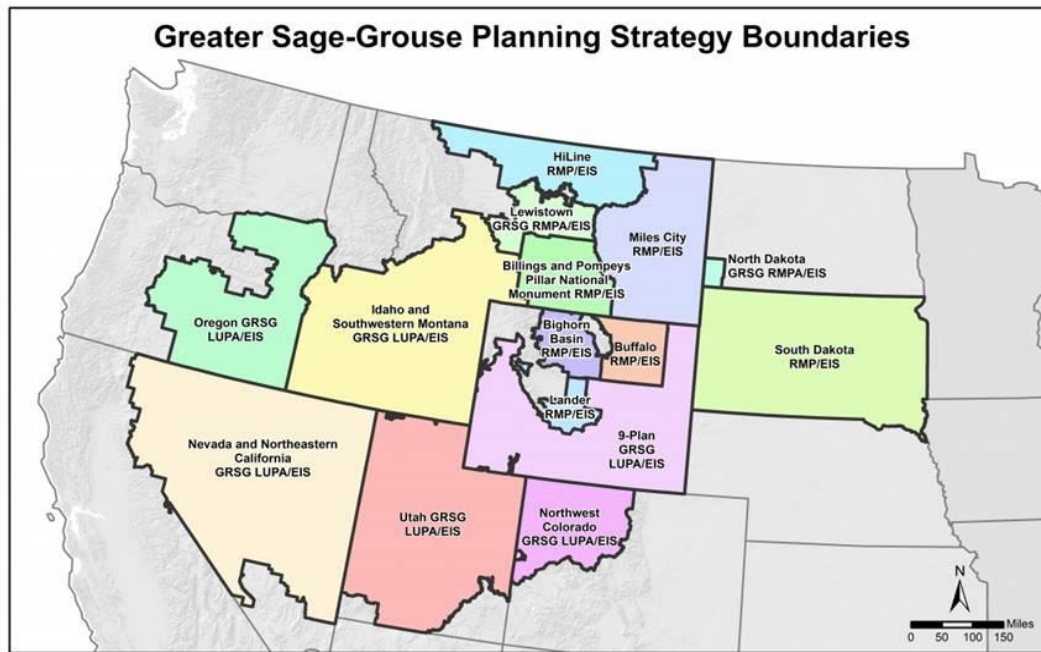 Greater Sage-Grouse Planning Strategy Boundaries
HiLine
RMP/EIS
Lewistown
GRSG RMPA/EIS
Miles City
RMP/EIS
North Dakota
GRSG RMPA/EIS
Billings and Pompeys
Pillar National
Monument RMP/EIS
Idaho and
Southwestern Montana
GRSG LUPA/EIS
Oregon GRSG
LUPA/EIS
Bighorn
Basin
RMP/EIS
Buffalo
RMP/EIS
South Dakota
RMP/EIS
Lander
RMP/EIS
9-Plan
GRSG
LUPA/EIS
Nevada and Northeastern
California
GRSG LUPA/EIS
Utah GRSG
LUPA/EIS
Northwest
Colorado
GRSG LUPA/EIS
N
Miles
0 50 100 150